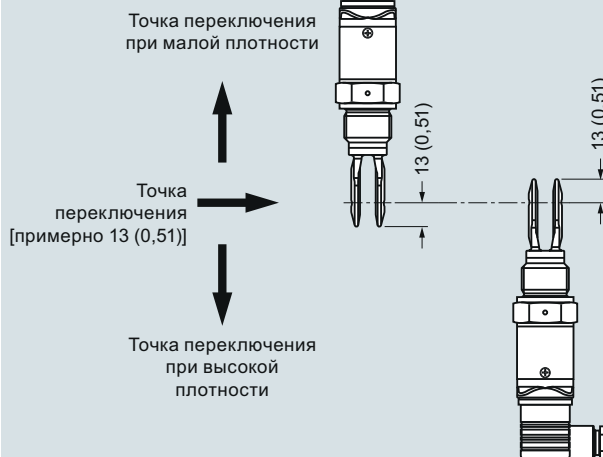 Точка переключения
при малой плотности
Точка
переключения
[примерно 13 (0,51)]
Точка переключения
при высокой
плотности
13 (0,51)
13 (0,51)